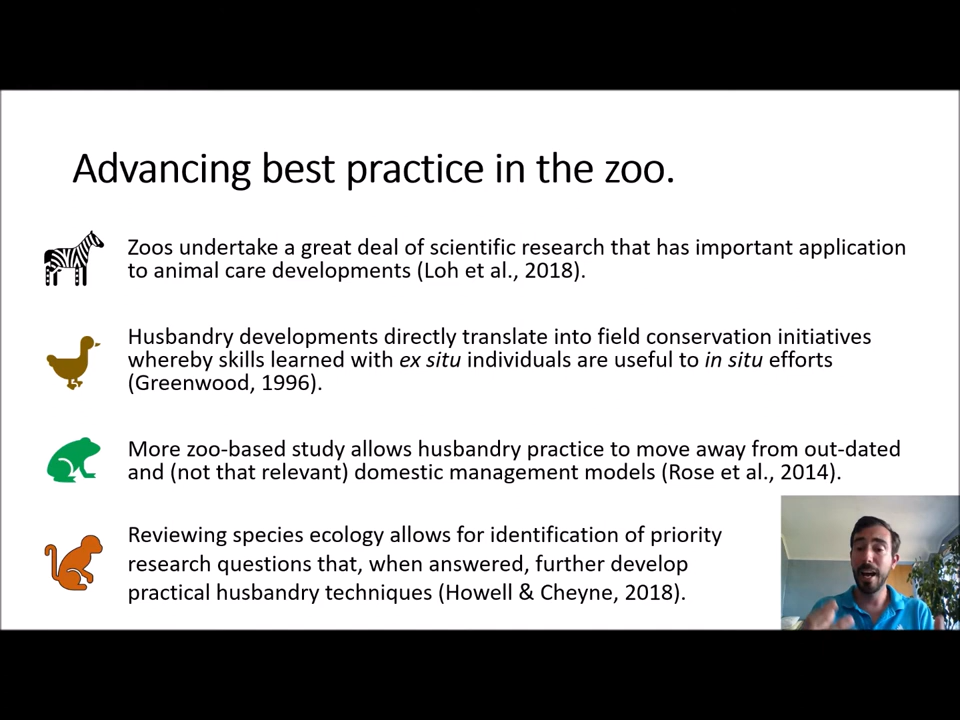 Advancing best practice in the zoo.
Zoos undertake a great deal of scientific research that has important application
to animal care developments (Loh et al., 2018).
Husbandry developments directly translate into field conservation initiatives
whereby skills learned with ex situ individuals are useful to in situ efforts
(Greenwood, 1996).
More zoo-based study allows husbandry practice to move away from out-dated
and (not that relevant) domestic management models (Rose et al., 2014).
Reviewing species ecology allows for identification of priority
research questions that, when answered, further develop
practical husbandry techniques (Howell & Cheyne, 2018).